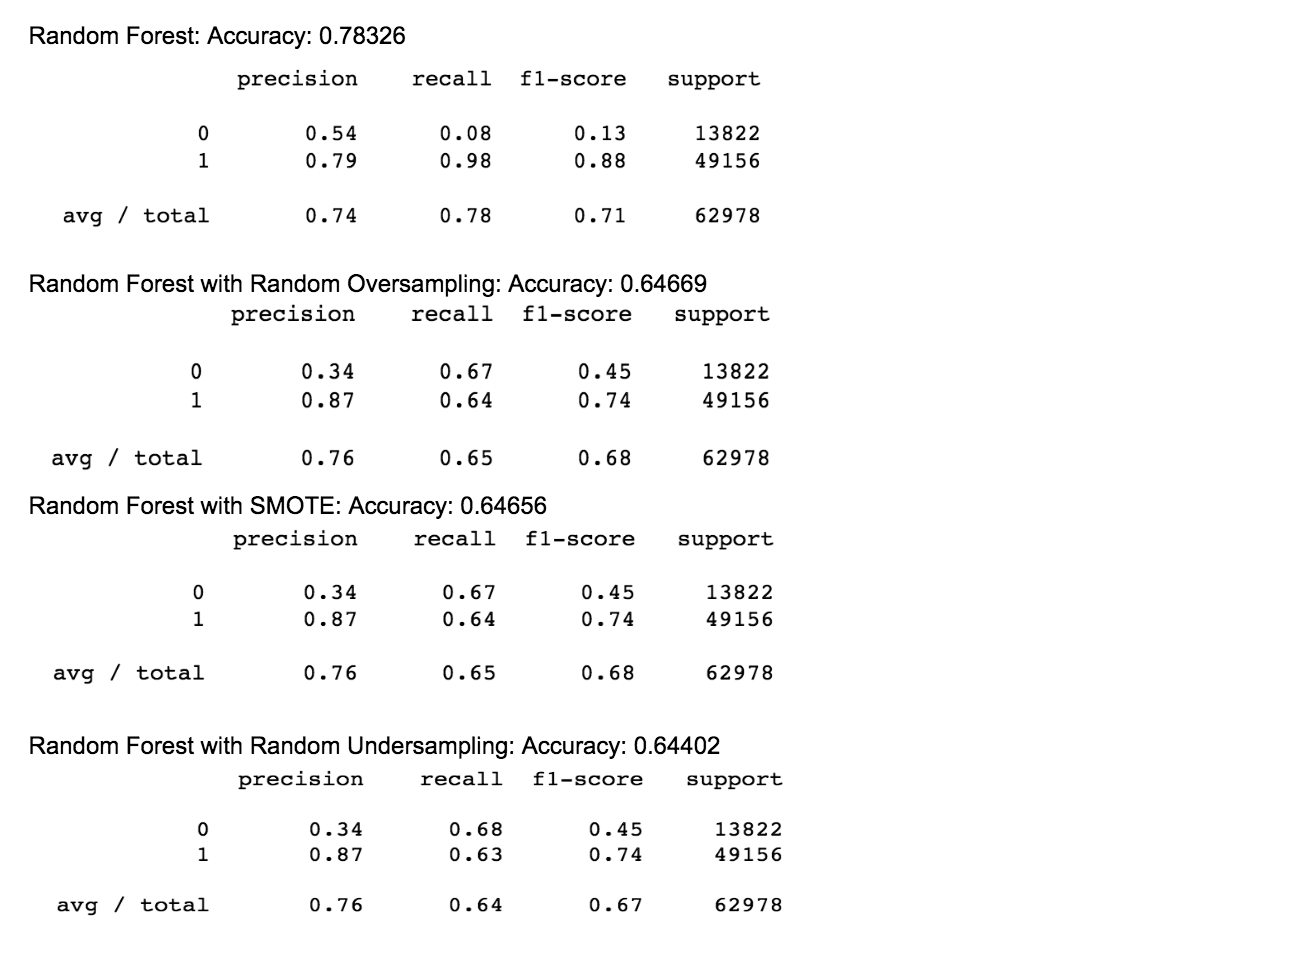 Random Forest: Accuracy: 0.78326
precision recall f1-score support
0 0.54 0.08 0.13 13822
1 0.79 0.98 0.88 49156
avg / total 0.74 0.78 0.71 62978
Random Forest with Random Oversampling: Accuracy: 0.64669
precision recall f1-score support
0 0.34 0.67 0.45 13822
1 0.87 0.64 0.74 49156
avg / total 0.76 0.65 0.68 62978
Random Forest with SMOTE: Accuracy: 0.64656
precision recall f1-score support
0 0.34 0.67 0.45 13822
1 0.87 0.64 0.74 49156
avg / total 0.76 0.65 0.68 62978
Random Forest with Random Undersampling: Accuracy: 0.64402
precision recall f1-score support
0 0.34 0.68 0.45 13822
1 0.87 0.63 0.74 49156
avg / total 0.76 0.64 0.67 62978